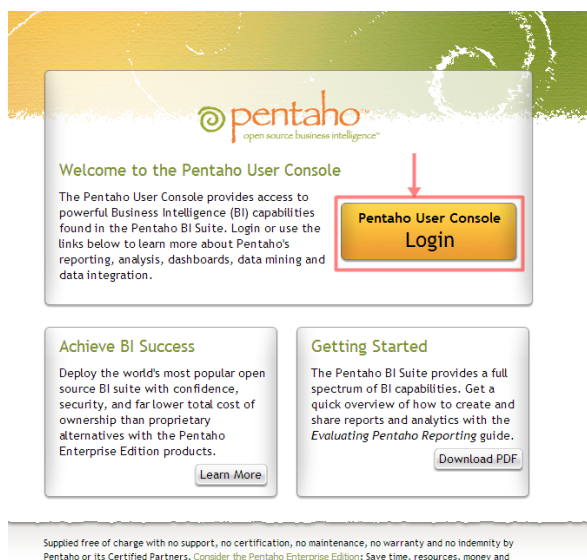 pentaho™
open source business intelligence™
Welcome to the Pentaho User Console
The Pentaho User Console provides access to
powerful Business Intelligence (BI) capabilities
found in the Pentaho BI Suite. Login or use the
links below to learn more about Pentaho's
reporting, analysis, dashboards, data mining and
data integration.
Pentaho User Console
Login
Achieve BI Success
Deploy the world's most popular open
source BI suite with confidence,
security, and far lower total cost of
ownership than proprietary
alternatives with the Pentaho
Enterprise Edition products.
Learn More
Getting Started
The Pentaho BI Suite provides a full
spectrum of BI capabilities. Get a
quick overview of how to create and
share reports and analytics with the
Evaluating Pentaho Reporting guide.
Download PDF
Supplied free of charge with no support, no certification, no maintenance, no warranty and no indemnity by
Pentaho or its Certified Partners. Consider the Pentaho Enterprise Edition: Save time, resources, money and